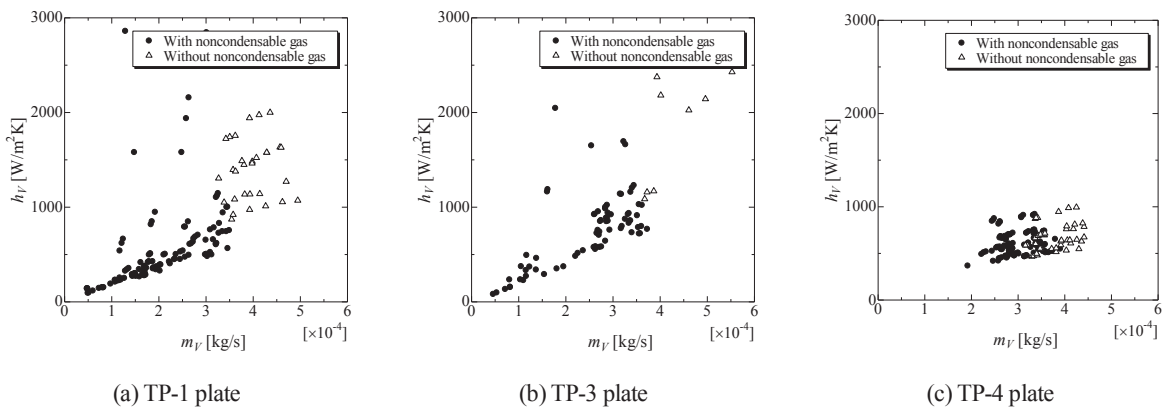 3000
2000
1000
0
h_V [W/m²K]
With noncondensable gas
Without noncondensable gas
0 1 2 3 4 5 6
[×10⁻⁴]
m_V [kg/s]
(a) TP-1 plate
3000
2000
1000
0
h_V [W/m²K]
With noncondensable gas
Without noncondensable gas
0 1 2 3 4 5 6
[×10⁻⁴]
m_V [kg/s]
(b) TP-3 plate
3000
2000
1000
0
h_V [W/m²K]
With noncondensable gas
Without noncondensable gas
0 1 2 3 4 5 6
[×10⁻⁴]
m_V [kg/s]
(c) TP-4 plate